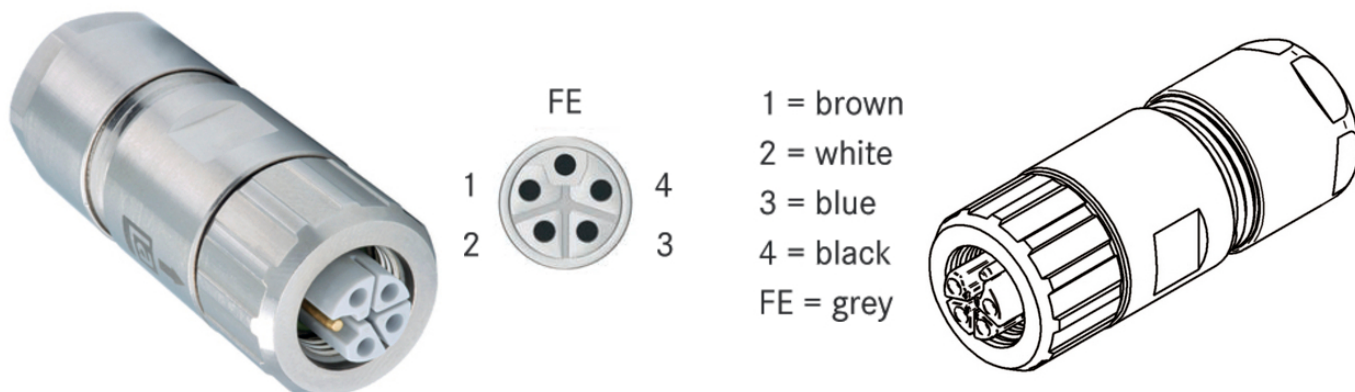 FE
1
4
2
3
1 = brown
2 = white
3 = blue
4 = black
FE = grey